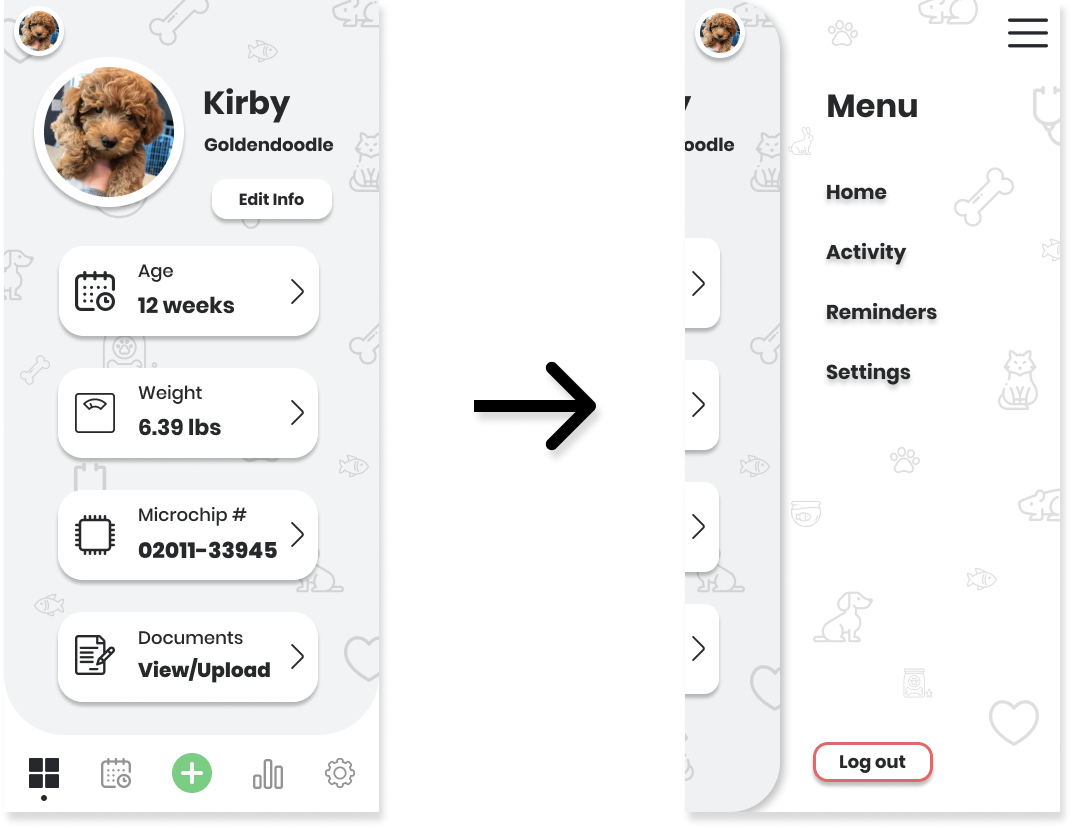 Kirby
Goldendoodle
Edit Info
Age
12 weeks
Weight
6.39 lbs
Microchip #
02011-33945
Documents
View/Upload
y
oodle
Menu
Home
Activity
Reminders
Settings
Log out